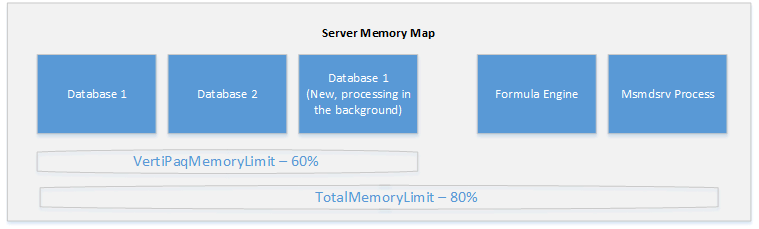 Server Memory Map
Database 1
Database 2
Database 1
(New, processing in
the background)
Formula Engine
Msmdsrv Process
VertiPaqMemoryLimit – 60%
TotalMemoryLimit – 80%